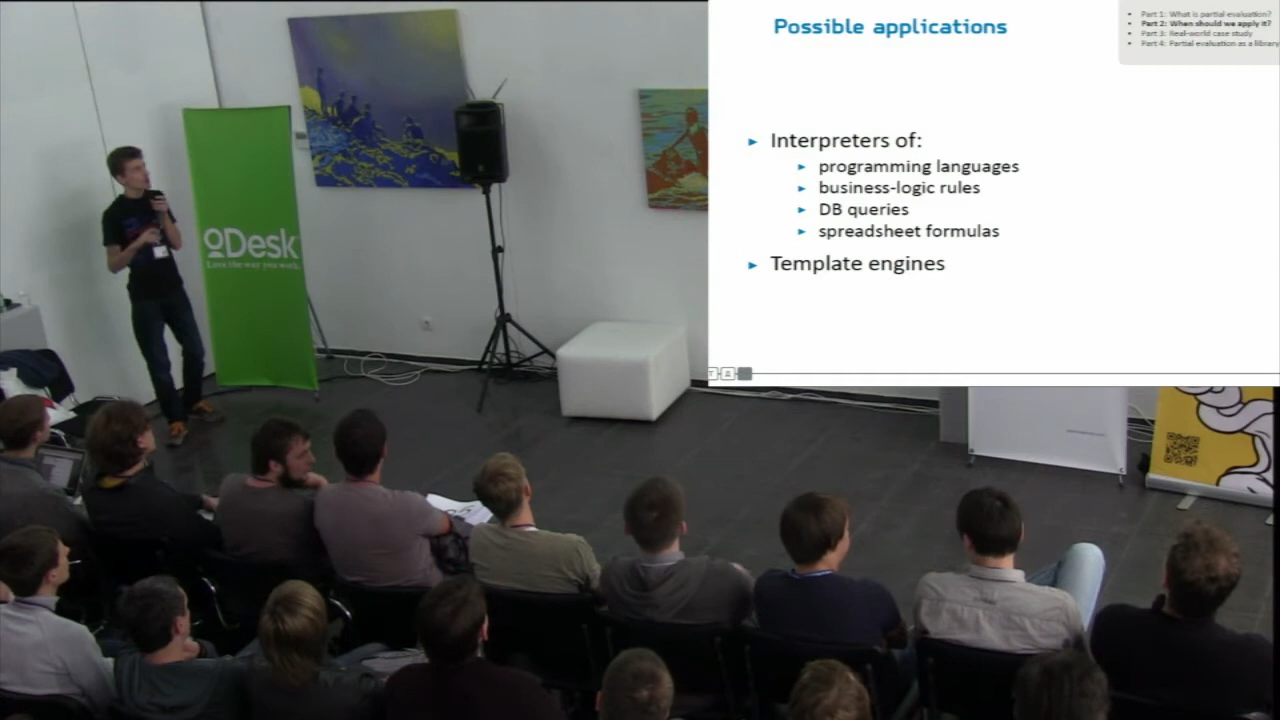 Possible applications
Part 1: What is partial evaluation?
Part 2: When should we apply it?
Part 3: Real-world case study
Part 4: Partial evaluation as a library
Interpreters of:
programming languages
business-logic rules
DB queries
spreadsheet formulas
Template engines
oDesk
Love the way you work.